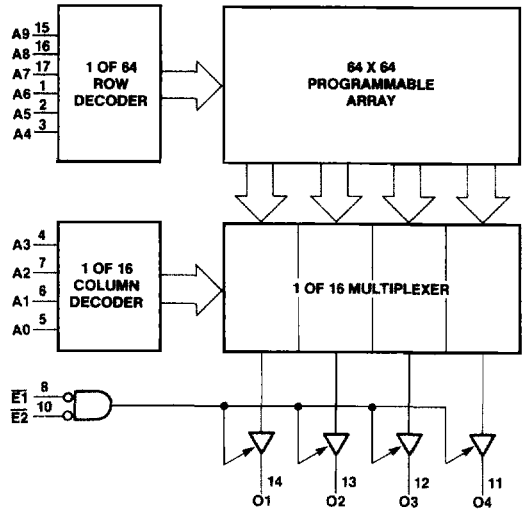 A9 15
A8 16
A7 17
A6 1
A5 2
A4 3
1 OF 64
ROW
DECODER
64 X 64
PROGRAMMABLE
ARRAY
A3 4
A2 7
A1 6
A0 5
1 OF 16
COLUMN
DECODER
1 OF 16 MULTIPLEXER
E1 8
E2 10
14 13 12 11
O1 O2 O3 O4